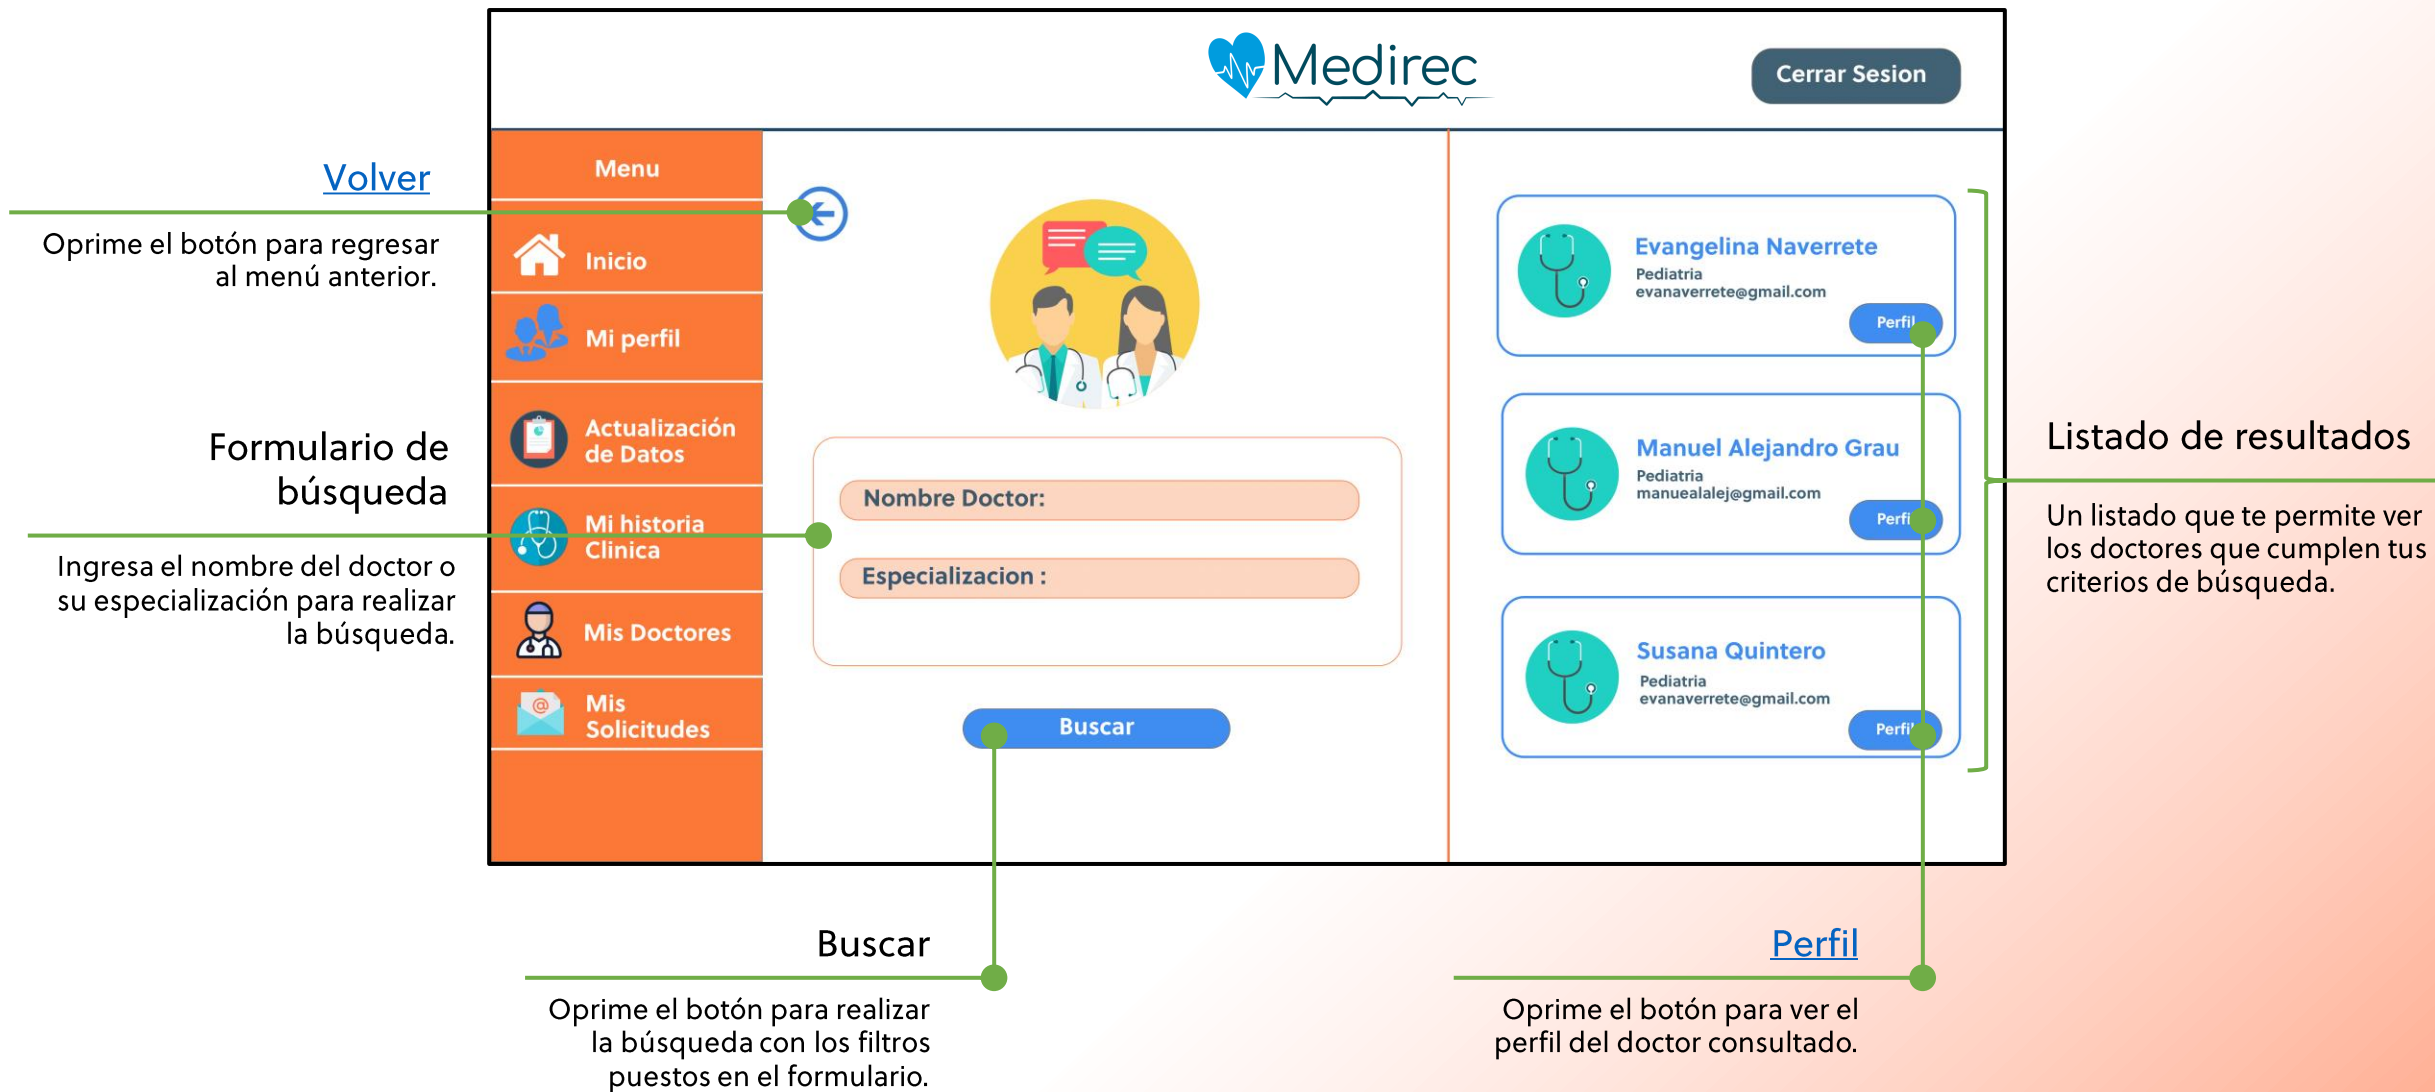 Medirec
Cerrar Sesion
Volver
Oprime el botón para regresar
al menú anterior.
Formulario de
búsqueda
Ingresa el nombre del doctor o
su especialización para realizar
la búsqueda.
Menu
Inicio
Mi perfil
Actualización
de Datos
Mi historia
Clinica
Mis Doctores
@
Mis
Solicitudes
Nombre Doctor:
Especializacion :
Buscar
Evangelina Naverrete
Pediatria
evanaverrete@gmail.com
Perfil
Manuel Alejandro Grau
Pediatria
manuealalej@gmail.com
Perfil
Susana Quintero
Pediatria
evanaverrete@gmail.com
Perfil
Listado de resultados
Un listado que te permite ver
los doctores que cumplen tus
criterios de búsqueda.
Buscar
Oprime el botón para realizar
la búsqueda con los filtros
puestos en el formulario.
Perfil
Oprime el botón para ver el
perfil del doctor consultado.